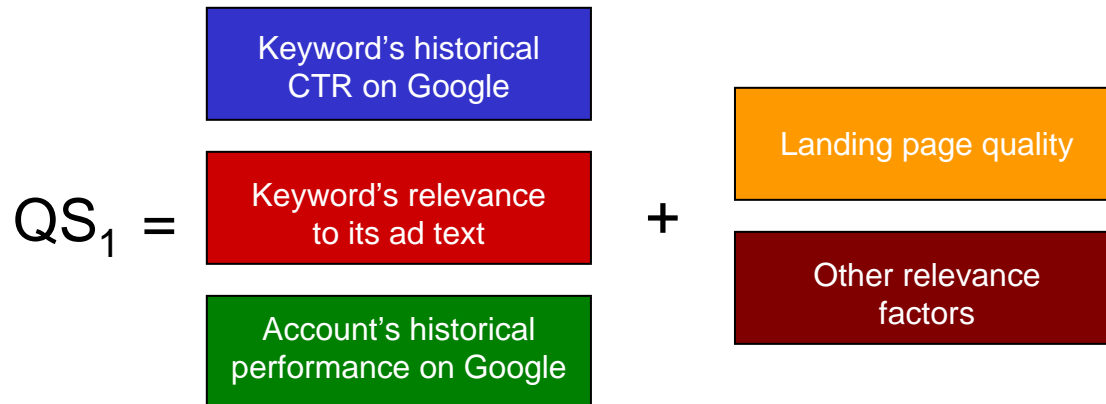 Keyword’s historical
CTR on Google
Keyword’s relevance
to its ad text
Account’s historical
performance on Google
QS₁ =
+
Landing page quality
Other relevance
factors